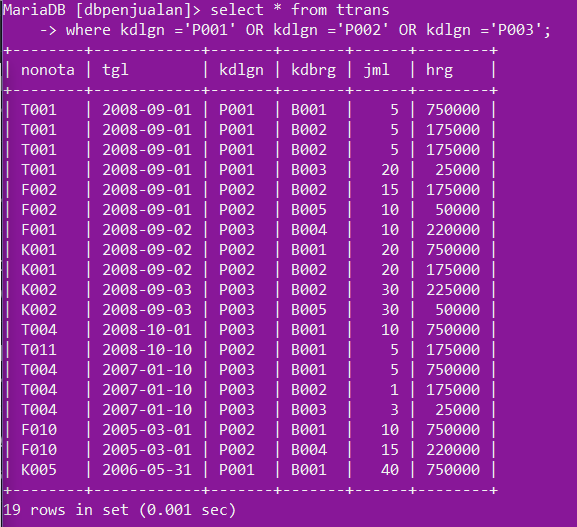 MariaDB [dbpenjualan]> select * from ttrans
    -> where kdlgn ='P001' OR kdlgn ='P002' OR kdlgn ='P003';
+--------+------------+-------+-------+------+--------+
| nonota | tgl        | kdlgn | kdbrg | jml  | hrg    |
+--------+------------+-------+-------+------+--------+
| T001   | 2008-09-01 | P001  | B001  |    5 | 750000 |
| T001   | 2008-09-01 | P001  | B002  |    5 | 175000 |
| T001   | 2008-09-01 | P001  | B002  |    5 | 175000 |
| T001   | 2008-09-01 | P001  | B003  |   20 |  25000 |
| F002   | 2008-09-01 | P002  | B002  |   15 | 175000 |
| F002   | 2008-09-01 | P002  | B005  |   10 |  50000 |
| F001   | 2008-09-02 | P003  | B004  |   10 | 220000 |
| K001   | 2008-09-02 | P002  | B001  |   20 | 750000 |
| K001   | 2008-09-02 | P002  | B002  |   20 | 175000 |
| K002   | 2008-09-03 | P003  | B002  |   30 | 225000 |
| K002   | 2008-09-03 | P003  | B005  |   30 |  50000 |
| T004   | 2008-10-01 | P003  | B001  |   10 | 750000 |
| T011   | 2008-10-10 | P002  | B001  |    5 | 175000 |
| T004   | 2007-01-10 | P003  | B001  |    5 | 750000 |
| T004   | 2007-01-10 | P003  | B002  |    1 | 175000 |
| T004   | 2007-01-10 | P003  | B003  |    3 |  25000 |
| F010   | 2005-03-01 | P002  | B001  |   10 | 750000 |
| F010   | 2005-03-01 | P002  | B004  |   15 | 220000 |
| K005   | 2006-05-31 | P001  | B001  |   40 | 750000 |
+--------+------------+-------+-------+------+--------+
19 rows in set (0.001 sec)